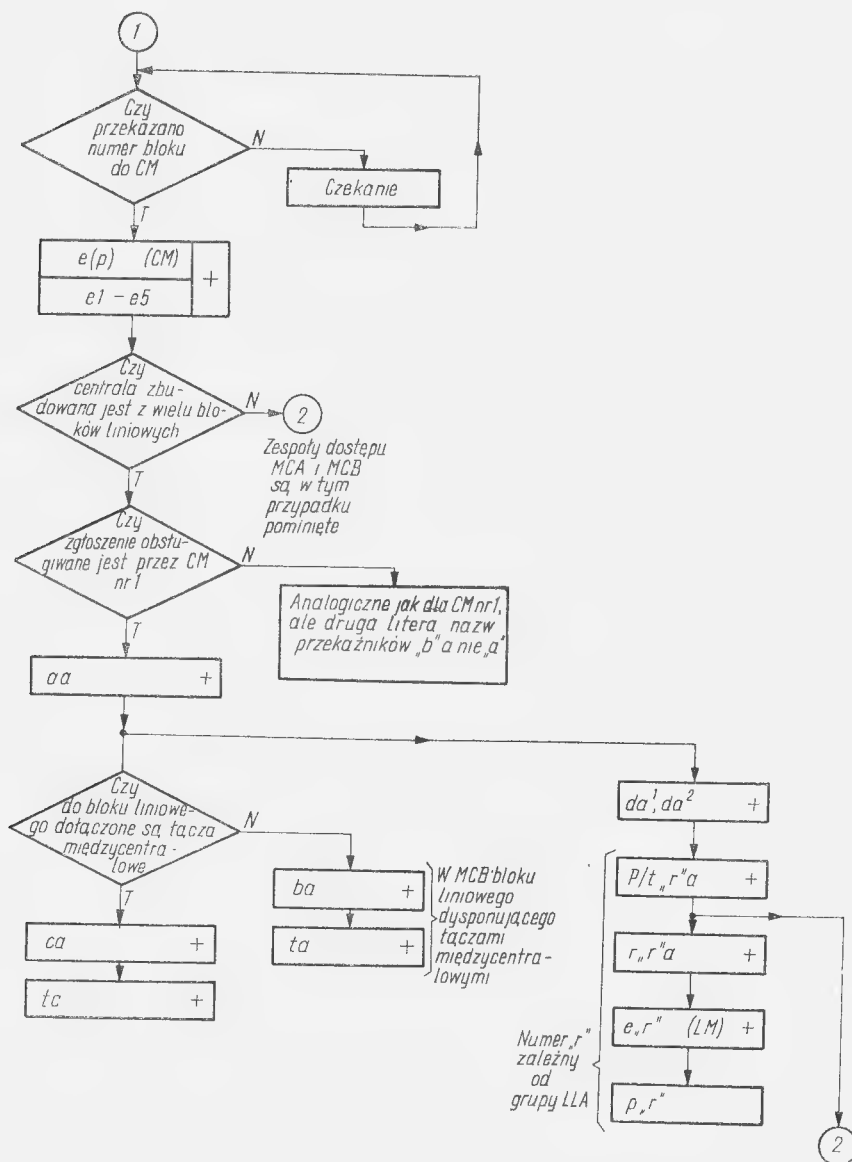 1
Czy
przekazano
numer bloku
do CM
N
Czekanie
T
e(p) (CM)
+
e1 – e5
Czy
centrala zbu-
dowana jest z wielu blo-
ków liniowych
N
2
Zespoły dostępu
MCA i MCB
są w tym
przypadku
pominięte
T
Czy
zgłoszenie obsłu-
giwane jest przez CM
nr 1
N
Analogiczne jak dla CM nr 1,
ale druga litera nazw
przekaźników „b” a nie „a”
T
aa +
Czy
do bloku liniowe-
go dołączone są łącza
międzycentra-
lowe
N
T
ca +
tc +
ba +
ta +
W MCB bloku
liniowego
dysponującego
łączami
międzycentra-
lowymi
da¹, da² +
P/t „r”a +
r„r”a +
e„r” (LM) +
p„r”
Numer „r”
zależny
od
grupy LLA
2